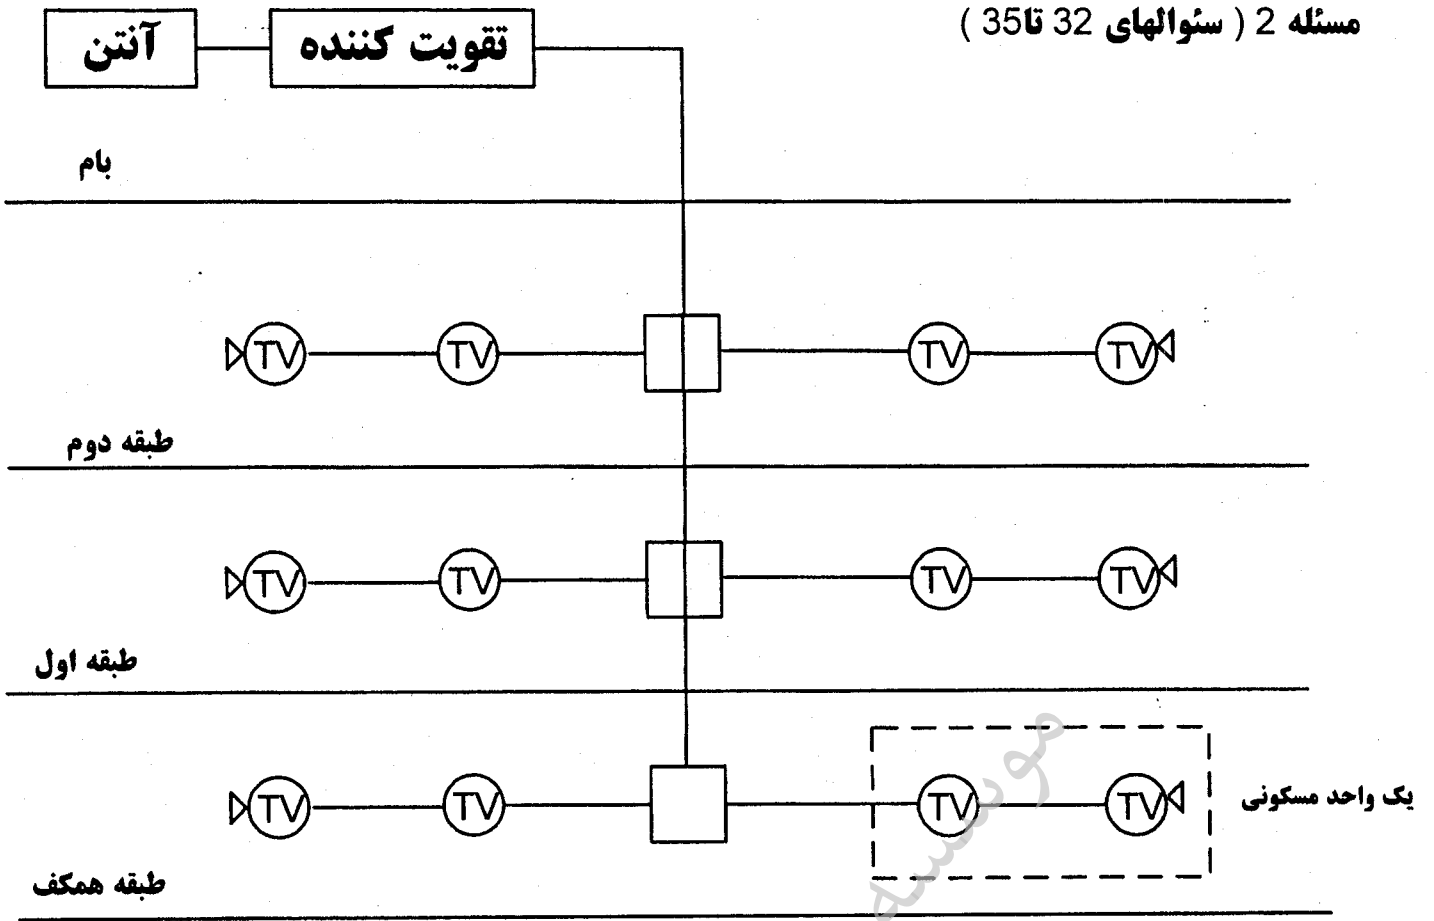 مسئله 2 ( سئوالهای 32 تا35 )
آنتن
تقویت کننده
بام
TV TV TV TV
طبقه دوم
TV TV TV TV
طبقه اول
TV TV TV TV
یک واحد مسکونی
طبقه همکف
موسسه